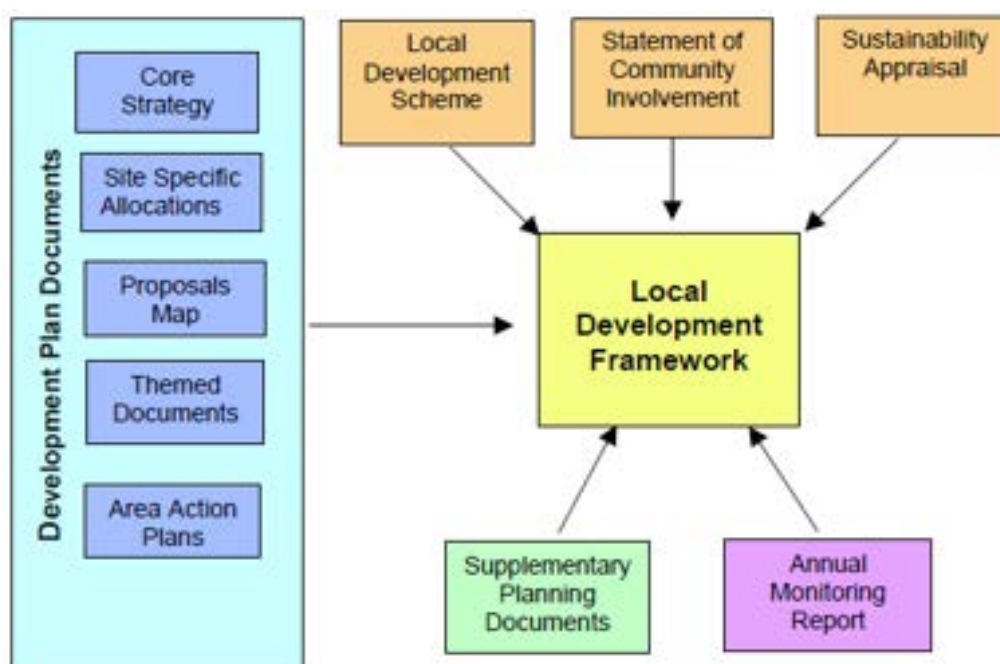 Development Plan Documents
Core
Strategy
Site Specific
Allocations
Proposals
Map
Themed
Documents
Area Action
Plans
Local
Development
Scheme
Statement of
Community
Involvement
Sustainability
Appraisal
Local
Development
Framework
Supplementary
Planning
Documents
Annual
Monitoring
Report